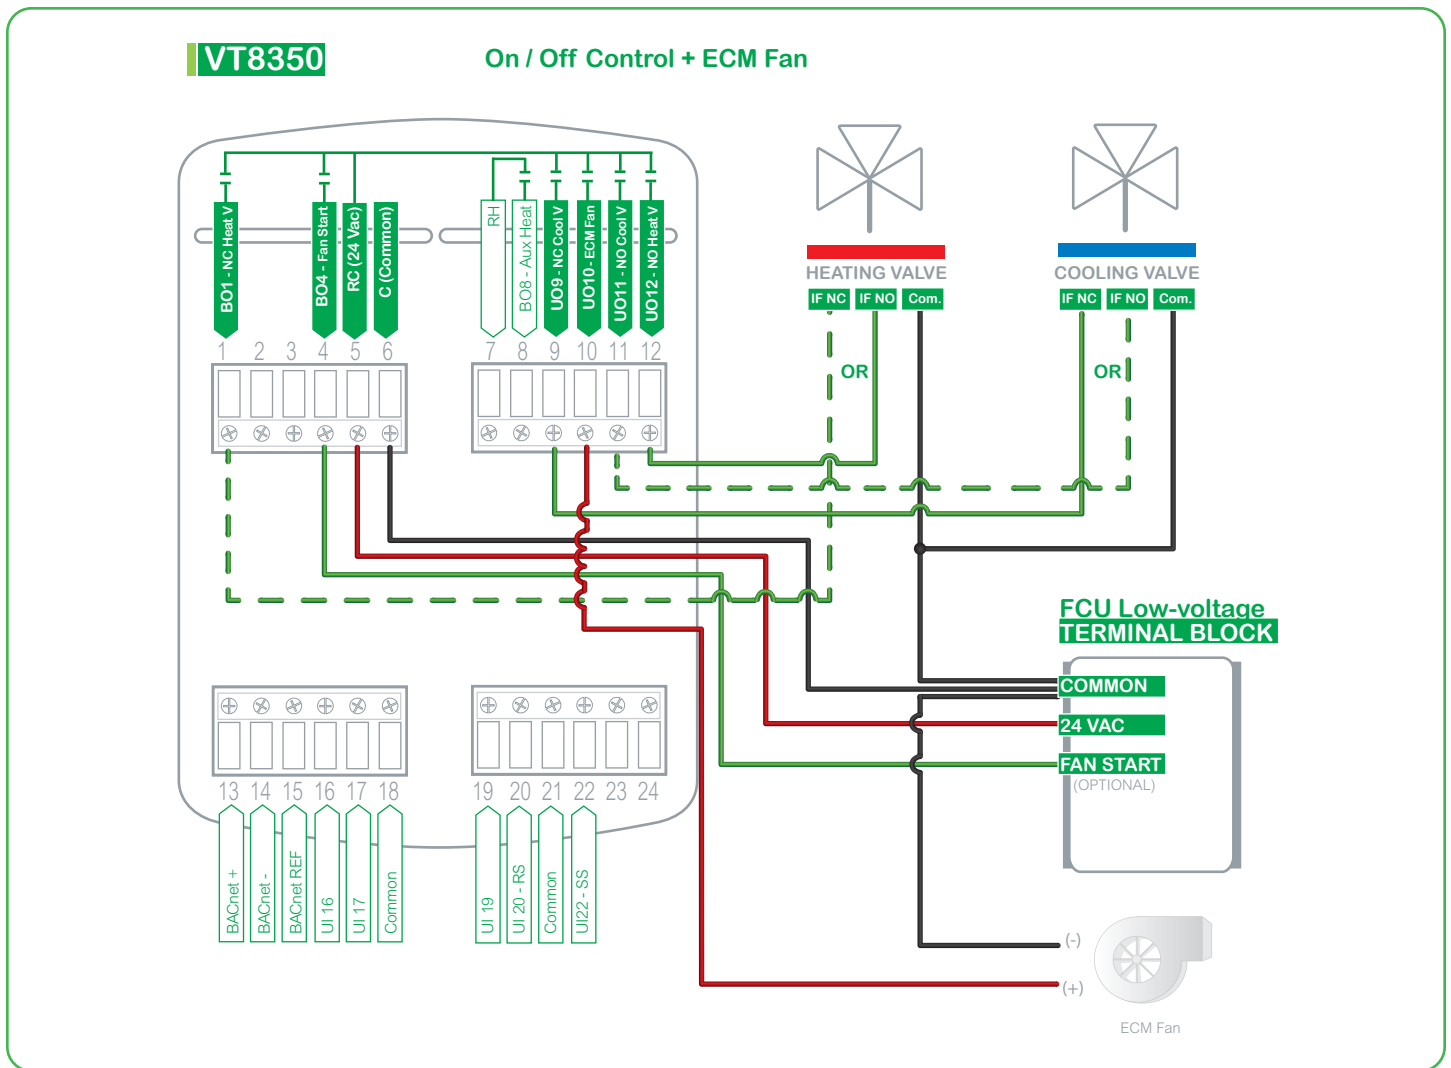 VT8350
On / Off Control + ECM Fan
BO1 - NC Heat V
BO4 - Fan Start
RC (24 Vac)
C (Common)
RH
BO8 - Aux Heat
UO9 - NC Cool V
UO10 - ECM Fan
UO11 - NO Cool V
UO12 - NO Heat V
1 2 3 4 5 6
7 8 9 10 11 12
HEATING VALVE
IF NC IF NO Com.
OR
COOLING VALVE
IF NC IF NO Com.
OR
FCU Low-voltage
TERMINAL BLOCK
COMMON
24 VAC
FAN START
(OPTIONAL)
13 14 15 16 17 18
19 20 21 22 23 24
BACnet +
BACnet -
BACnet REF
UI 16
UI 17
Common
UI 19
UI 20 - RS
Common
UI22 - SS
(-)
(+)
ECM Fan